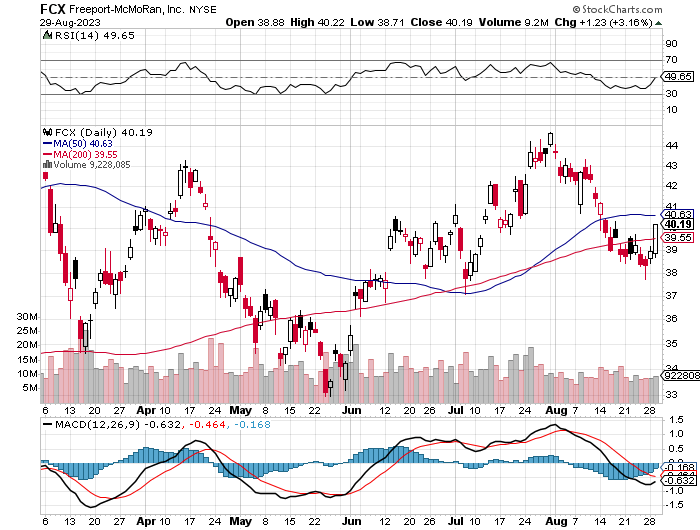 FCX Freeport-McMoRan, Inc. NYSE © StockCharts.com
29-Aug-2023 Open 38.88 High 40.22 Low 38.71 Close 40.19 Volume 9.2M Chg +1.23 (+3.16%)
RSI(14) 49.65
90
70
49.65
30
10
FCX (Daily) 40.19
MA(50) 40.63
MA(200) 39.55
Volume 9,228,085
44
43
42
41
40.63
40.19
39.55
39
38
37
36
35
34
33
30M
25M
20M
15M
10M
5M
9228085
6 13 20 27 Apr 10 17 24 May 8 15 22 Jun 12 20 26 Jul 10 17 24 Aug 7 14 21 28
MACD(12,26,9) -0.632, -0.464, -0.168
1.5
1.0
0.5
-0.168
-0.464
-0.632
-1.0
-1.5
6 13 20 27 Apr 10 17 24 May 8 15 22 Jun 12 20 26 Jul 10 17 24 Aug 7 14 21 28